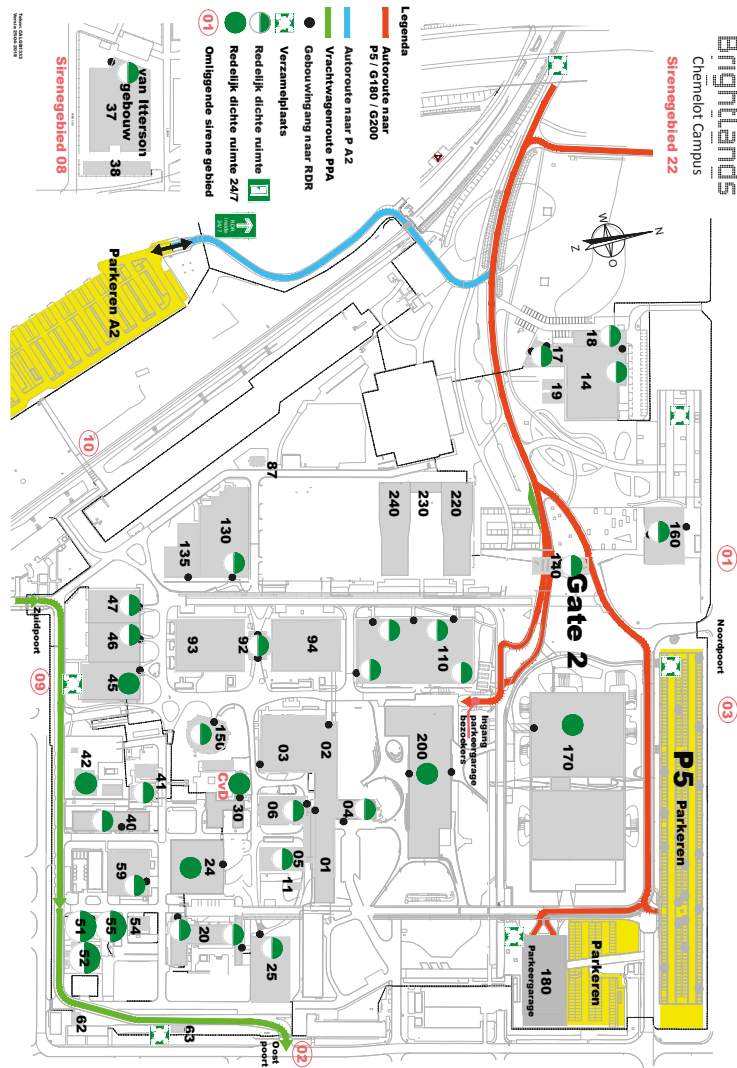 Brightlands
Chemelot Campus
Sirenegebied 22
Legenda
Autoroute naar
P5 / G180 / G200
Autoroute naar P A2
Vrachtwagenroute PPA
Gebouwingang naar RDR
Verzamelplaats
Redelijk dichte ruimte
Redelijk dichte ruimte 24/7
01
Omliggende sirene gebied
RDR
Inside
24/7
van Itterson
gebouw
37
38
Sirenegebied 08
Parkeren A2
10
N
O
Z
W
18
17
14
19
160
01
Noordpoort
03
87
240
230
220
130
135
140
Gate 2
47
46
45
93
92
94
110
Zuidpoort
09
Ingang
parkeergarage
bezoekers
200
170
P5
Parkeren
42
41
40
150
CvD
30
03
02
06
04
01
05
11
59
24
51
55
54
52
20
25
180
Parkeergarage
Parkeren
62
63
Oost
poort
02